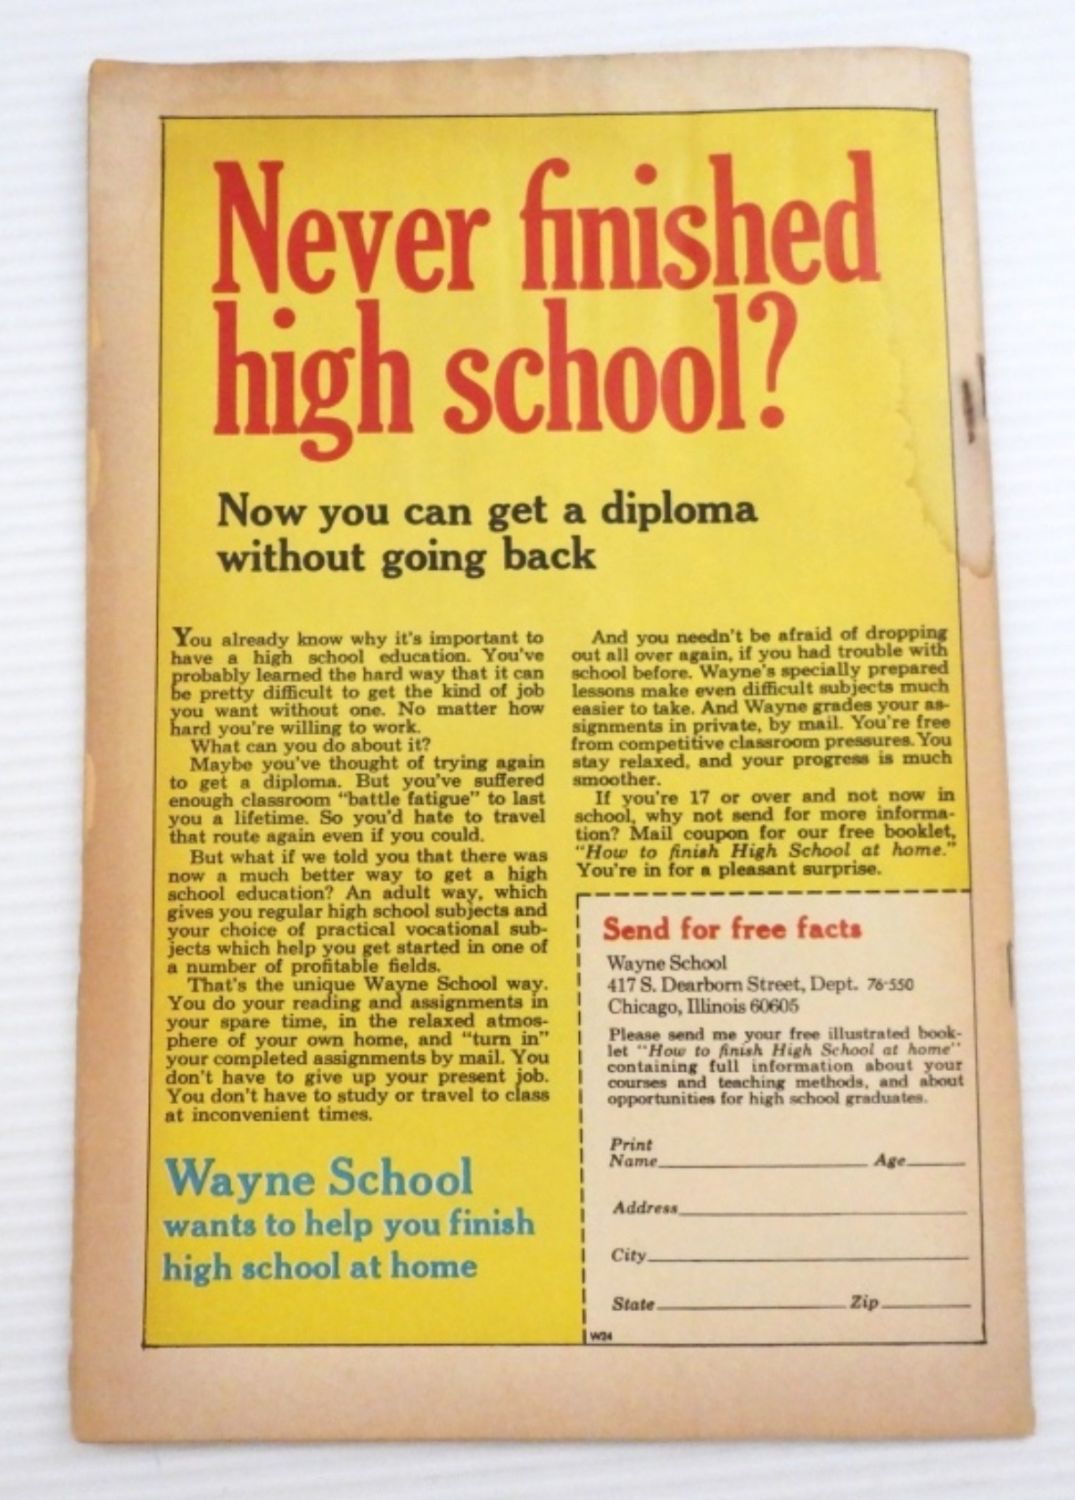 Never finished
high school?
Now you can get a diploma
without going back
You already know why it's important to
have a high school education. You've
probably learned the hard way that it can
be pretty difficult to get the kind of job
you want without one. No matter how
hard you're willing to work.
What can you do about it?
Maybe you've thought of trying again
to get a diploma. But you've suffered
enough classroom "battle fatigue" to last
you a lifetime. So you'd hate to travel
that route again even if you could.
But what if we told you that there was
now a much better way to get a high
school education? An adult way, which
gives you regular high school subjects and
your choice of practical vocational sub-
jects which help you get started in one of
a number of profitable fields.
That's the unique Wayne School way.
You do your reading and assignments in
your spare time, in the relaxed atmos-
phere of your own home, and "turn in"
your completed assignments by mail. You
don't have to give up your present job.
You don't have to study or travel to class
at inconvenient times.
Wayne School
wants to help you finish
high school at home
And you needn't be afraid of dropping
out all over again, if you had trouble with
school before. Wayne's specially prepared
lessons make even difficult subjects much
easier to take. And Wayne grades your as-
signments in private, by mail. You're free
from competitive classroom pressures. You
stay relaxed, and your progress is much
smoother.
If you're 17 or over and not now in
school, why not send for more informa-
tion? Mail coupon for our free booklet,
"How to finish High School at home."
You're in for a pleasant surprise.
Send for free facts
Wayne School
417 S. Dearborn Street, Dept. 76-550
Chicago, Illinois 60605
Please send me your free illustrated book-
let "How to finish High School at home"
containing full information about your
courses and teaching methods, and about
opportunities for high school graduates.
Print
Name Age
Address
City
State Zip
W24